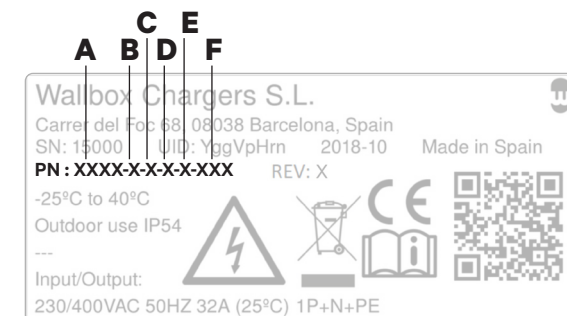 C E
A B D F
Wallbox Chargers S.L.
Carrer del Foc 68, 08038 Barcelona, Spain
SN: 15000 UID: YggVpHrn 2018-10 Made in Spain
PN : XXXX-X-X-X-X-XXX REV: X
-25ºC to 40ºC
Outdoor use IP54
---
Input/Output:
230/400VAC 50HZ 32A (25ºC) 1P+N+PE
CE
i